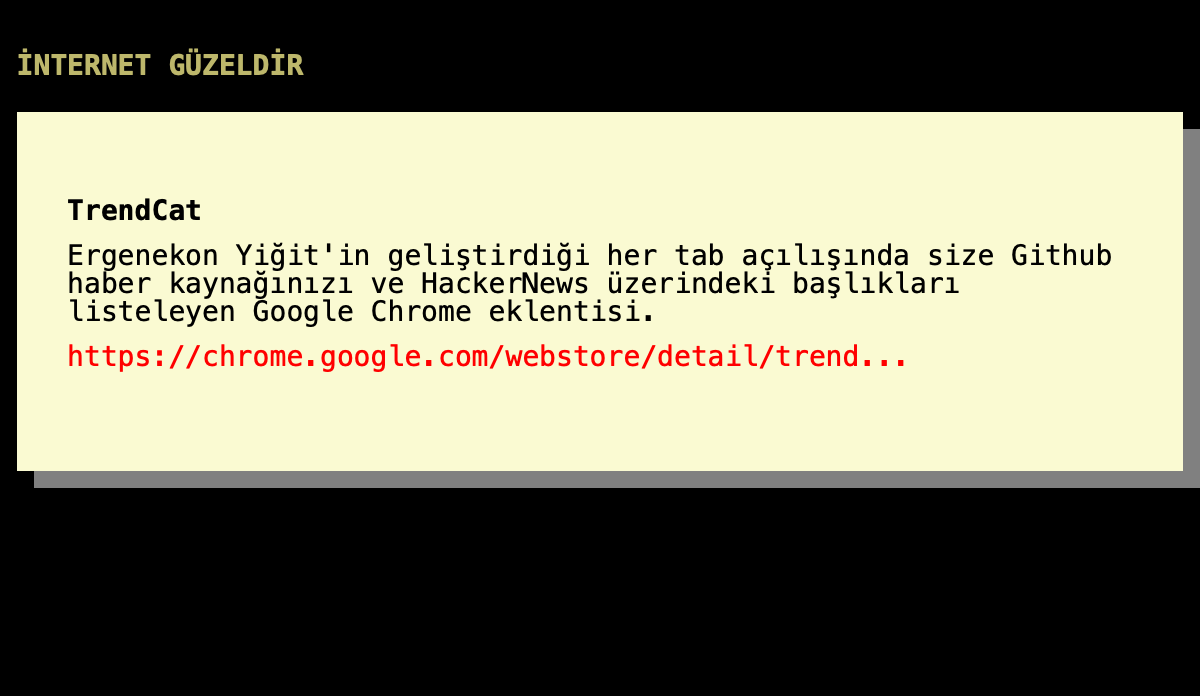 İNTERNET GÜZELDİR
TrendCat
Ergenekon Yiğit'in geliştirdiği her tab açılışında size Github
haber kaynağınızı ve HackerNews üzerindeki başlıkları
listeleyen Google Chrome eklentisi.
https://chrome.google.com/webstore/detail/trend...